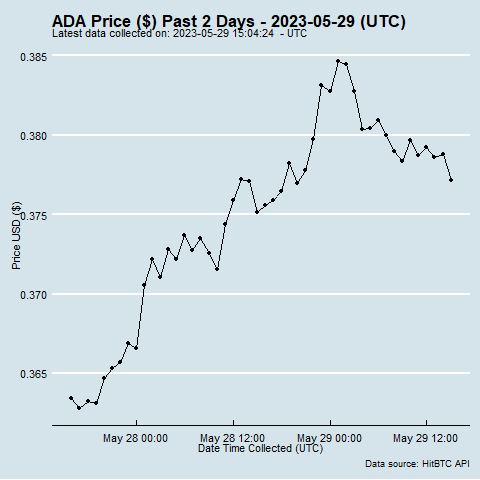 ADA Price ($) Past 2 Days - 2023-05-29 (UTC)
Latest data collected on: 2023-05-29 15:04:24 - UTC
0.385
0.380
0.375
0.370
0.365
Price USD ($)
May 28 00:00 May 28 12:00 May 29 00:00 May 29 12:00
Date Time Collected (UTC)
Data source: HitBTC API